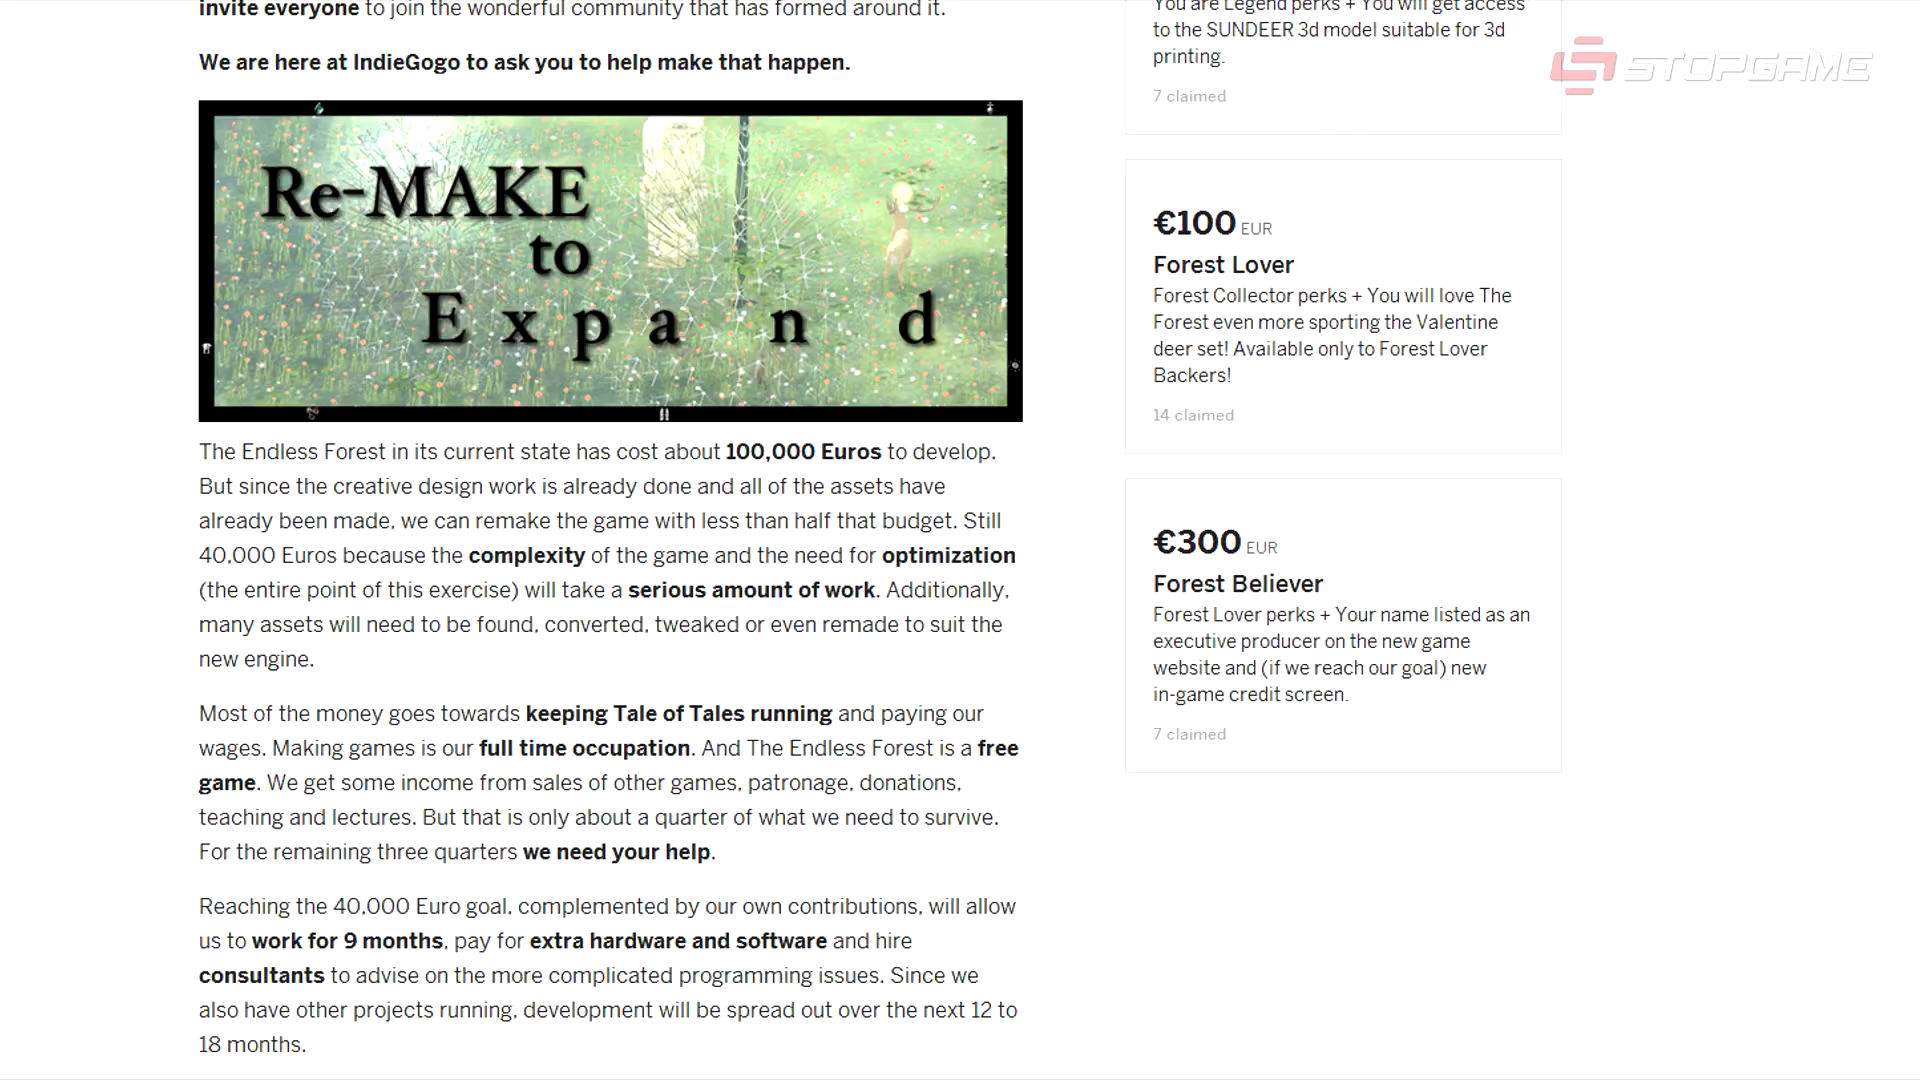 invite everyone to join the wonderful community that has formed around it.
We are here at IndieGogo to ask you to help make that happen.
Re-MAKE
to
Expand
The Endless Forest in its current state has cost about 100,000 Euros to develop.
But since the creative design work is already done and all of the assets have
already been made, we can remake the game with less than half that budget. Still
40,000 Euros because the complexity of the game and the need for optimization
(the entire point of this exercise) will take a serious amount of work. Additionally,
many assets will need to be found, converted, tweaked or even remade to suit the
new engine.
Most of the money goes towards keeping Tale of Tales running and paying our
wages. Making games is our full time occupation. And The Endless Forest is a free
game. We get some income from sales of other games, patronage, donations,
teaching and lectures. But that is only about a quarter of what we need to survive.
For the remaining three quarters we need your help.
Reaching the 40,000 Euro goal, complemented by our own contributions, will allow
us to work for 9 months, pay for extra hardware and software and hire
consultants to advise on the more complicated programming issues. Since we
also have other projects running, development will be spread out over the next 12 to
18 months.
You are Legend perks + You will get access
to the SUNDEER 3d model suitable for 3d
printing.
7 claimed
€100 EUR
Forest Lover
Forest Collector perks + You will love The
Forest even more sporting the Valentine
deer set! Available only to Forest Lover
Backers!
14 claimed
€300 EUR
Forest Believer
Forest Lover perks + Your name listed as an
executive producer on the new game
website and (if we reach our goal) new
in-game credit screen.
7 claimed
STOPGAME